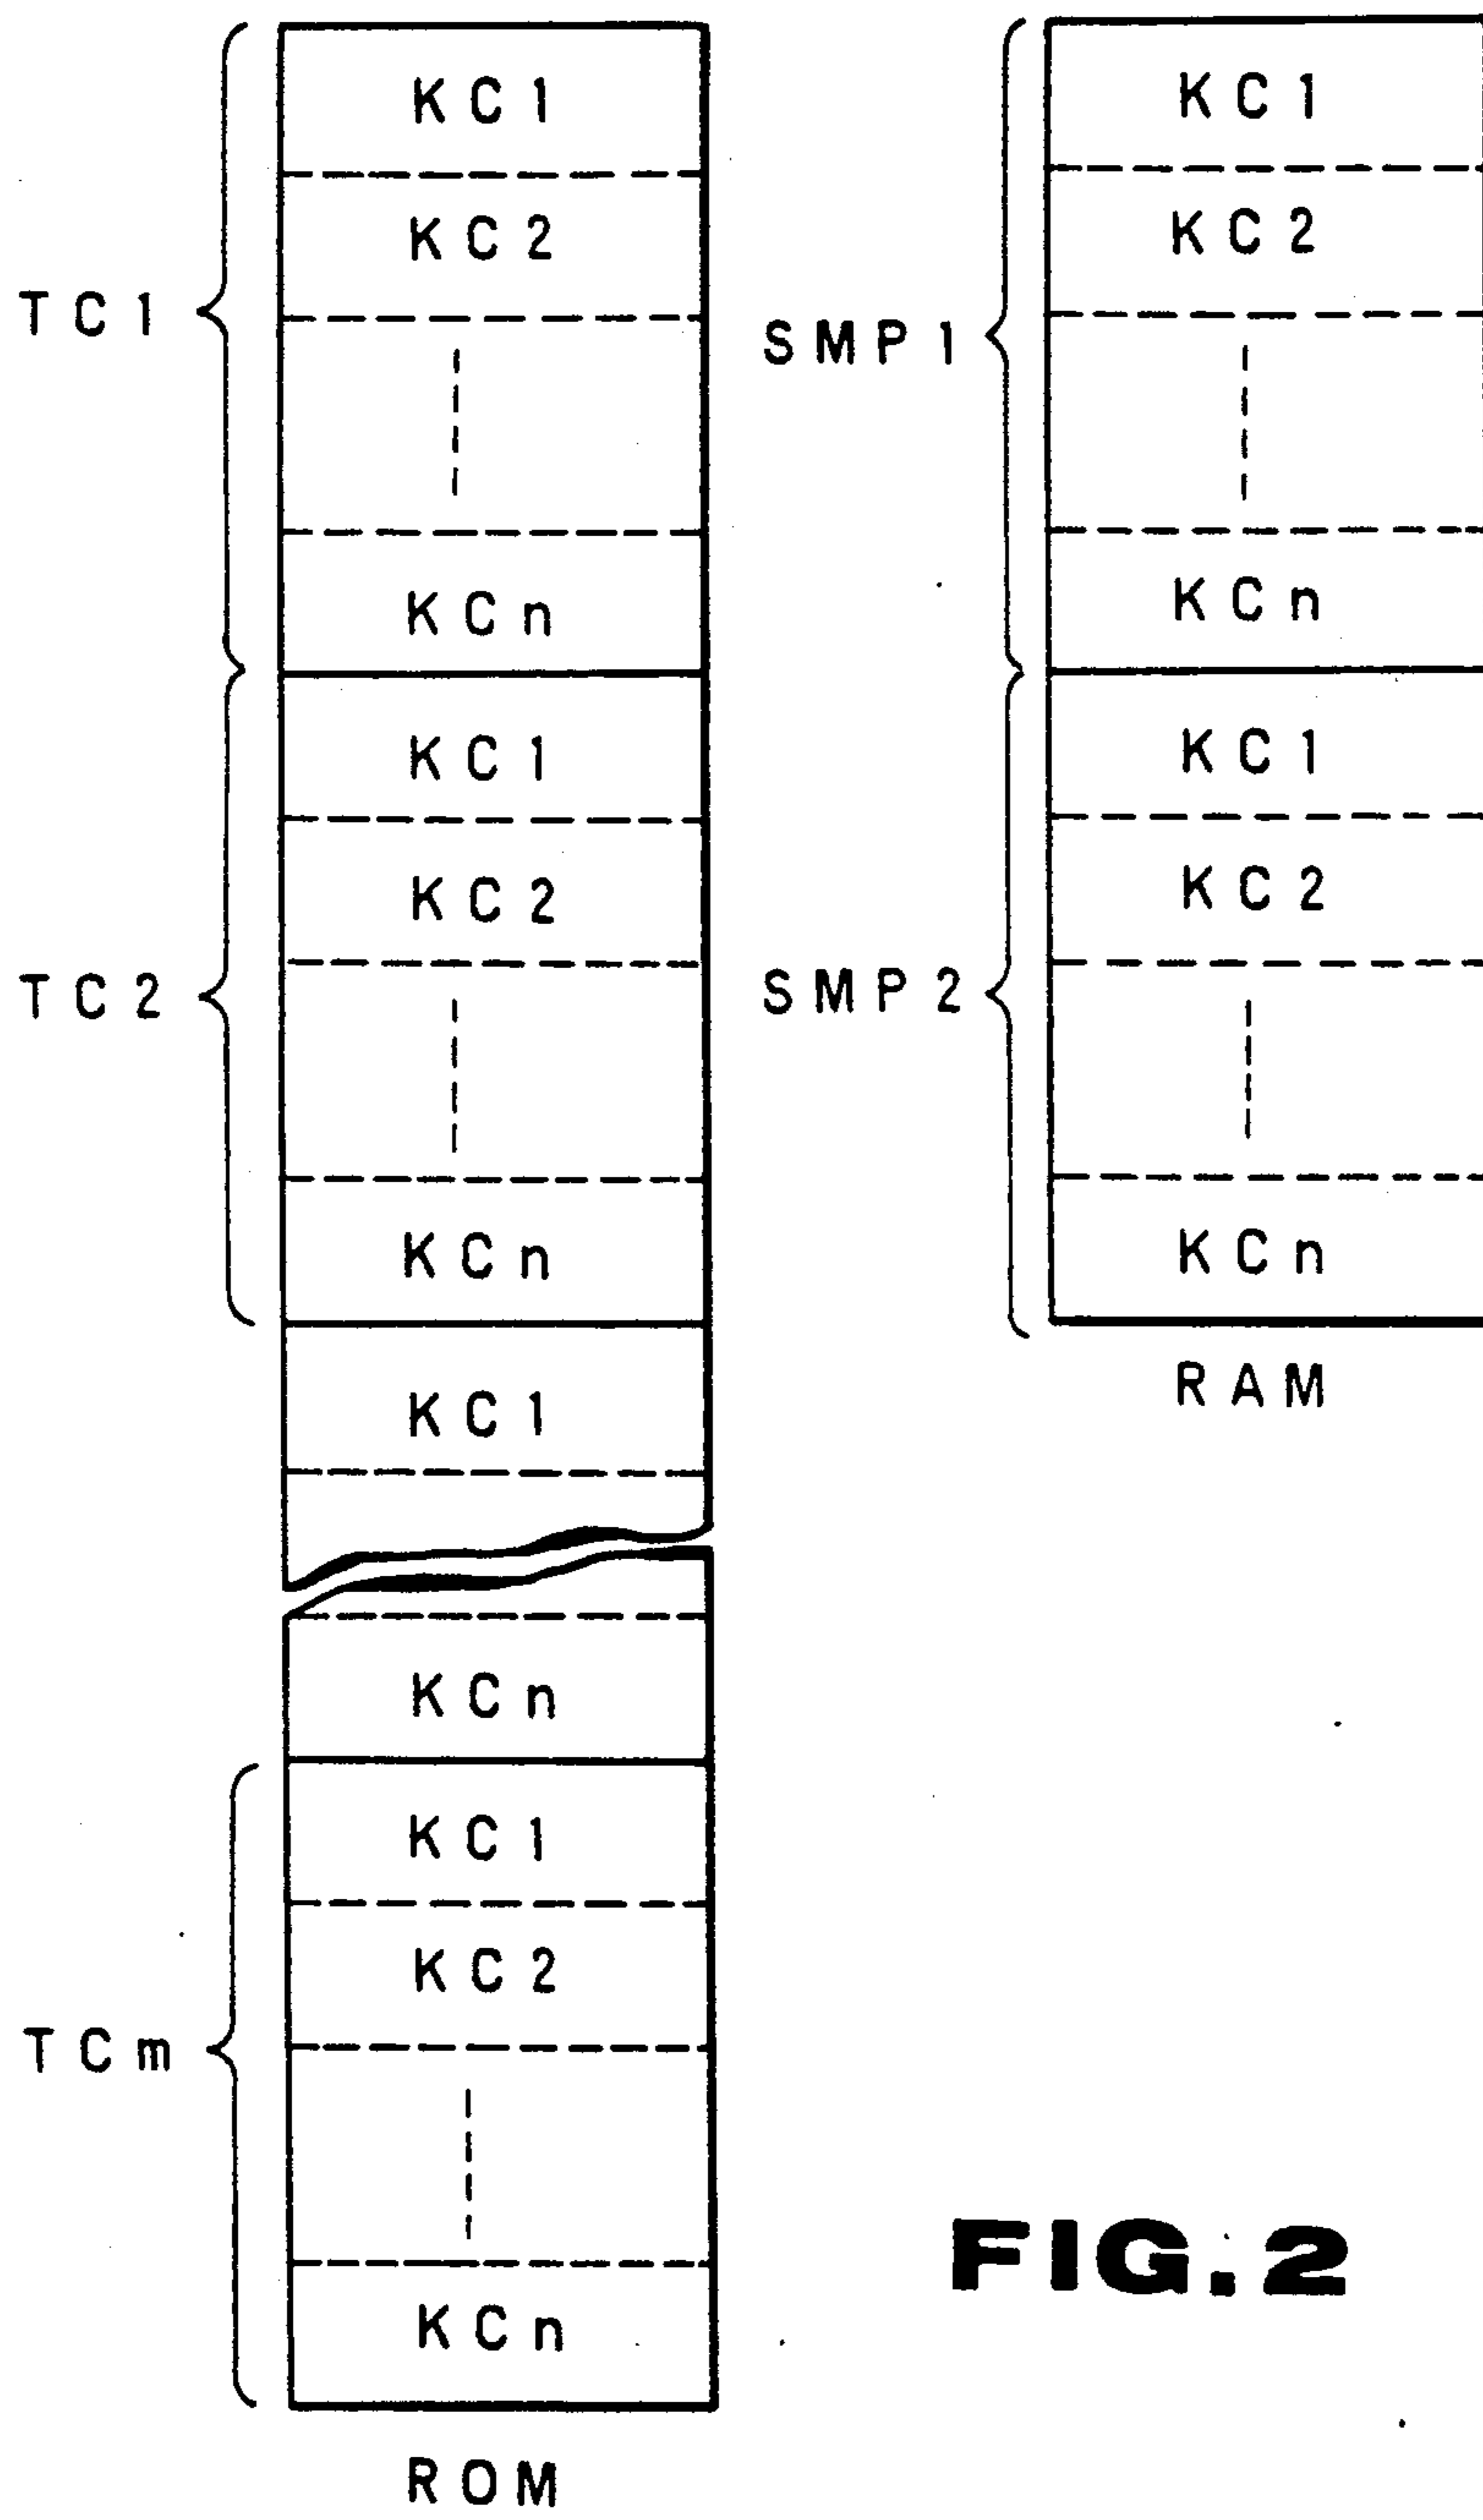 KC1
KC2
TC1
KCn
KC1
KC2
TC2
KCn
KC1
KCn
KC1
KC2
TCm
KCn
ROM
KC1
KC2
SMP1
KCn
KC1
KC2
SMP2
KCn
RAM
FIG.2